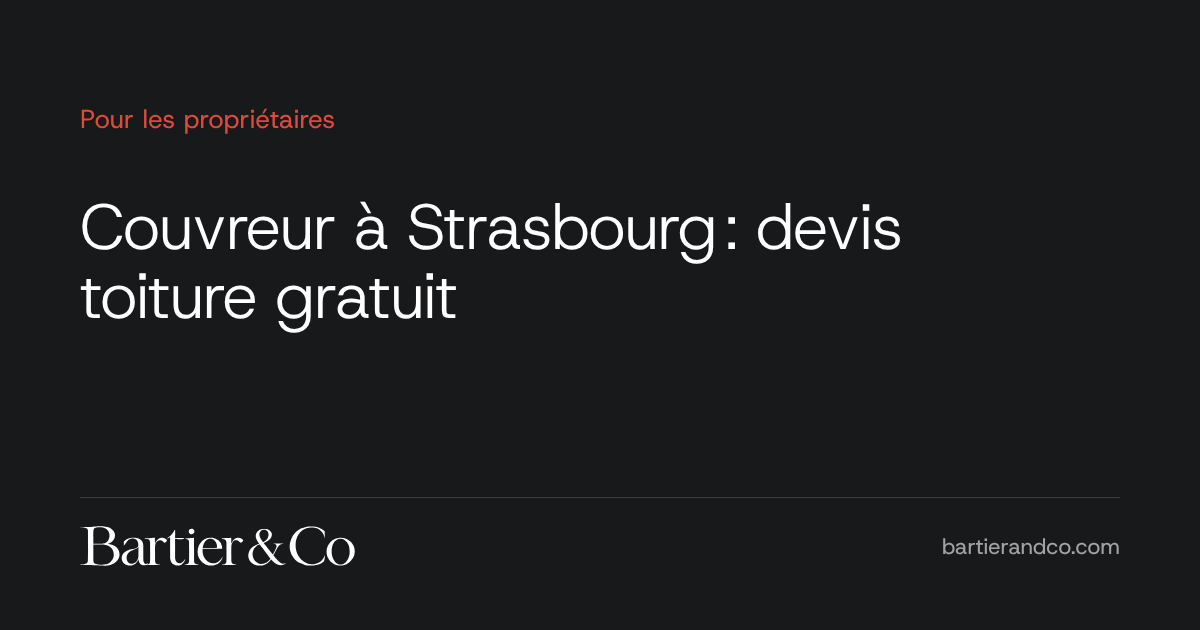 Pour les propriétaires
Couvreur à Strasbourg : devis
toiture gratuit
Bartier & Co
bartierandco.com